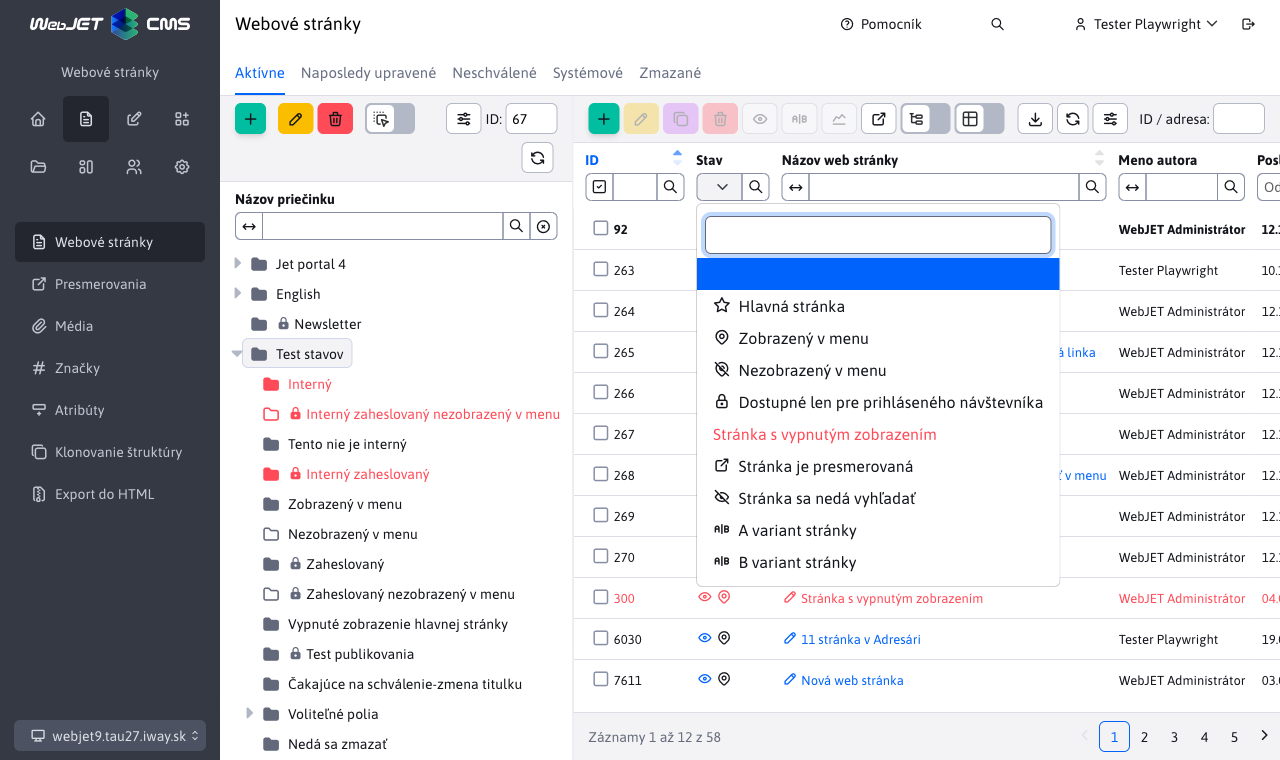 WebJET CMS
Webové stránky
Webové stránky
Presmerovania
Média
Značky
Atribúty
Klonovanie štruktúry
Export do HTML
webjet9.tau27.iway.sk
Webové stránky
Pomocník
Tester Playwright
Aktívne
Naposledy upravené
Neschválené
Systémové
Zmazané
ID:
67
Názov priečinku
Jet portal 4
English
Newsletter
Test stavov
Interný
Interný zaheslovaný nezobrazený v menu
Tento nie je interný
Interný zaheslovaný
Zobrazený v menu
Nezobrazený v menu
Zaheslovaný
Zaheslovaný nezobrazený v menu
Vypnuté zobrazenie hlavnej stránky
Test publikovania
Čakajúce na schválenie-zmena titulku
Voliteľné polia
Nedá sa zmazať
A|B
ID / adresa:
ID
Stav
Názov web stránky
Meno autora
Posl
Od
92
WebJET Administrátor
12.
263
Tester Playwright
10.
264
WebJET Administrátor
12.
265
á linka
WebJET Administrátor
12.
266
WebJET Administrátor
12.
267
WebJET Administrátor
12.
268
ť v menu
WebJET Administrátor
12.
269
WebJET Administrátor
12.
270
WebJET Administrátor
12.
Hlavná stránka
Zobrazený v menu
Nezobrazený v menu
Dostupné len pre prihláseného návštevníka
Stránka s vypnutým zobrazením
Stránka je presmerovaná
Stránka sa nedá vyhľadať
A|B A variant stránky
A|B B variant stránky
300
Stránka s vypnutým zobrazením
WebJET Administrátor
04.
6030
11 stránka v Adresári
Tester Playwright
19.0
7611
Nová web stránka
WebJET Administrátor
03.0
Záznamy 1 až 12 z 58
1 2 3 4 5